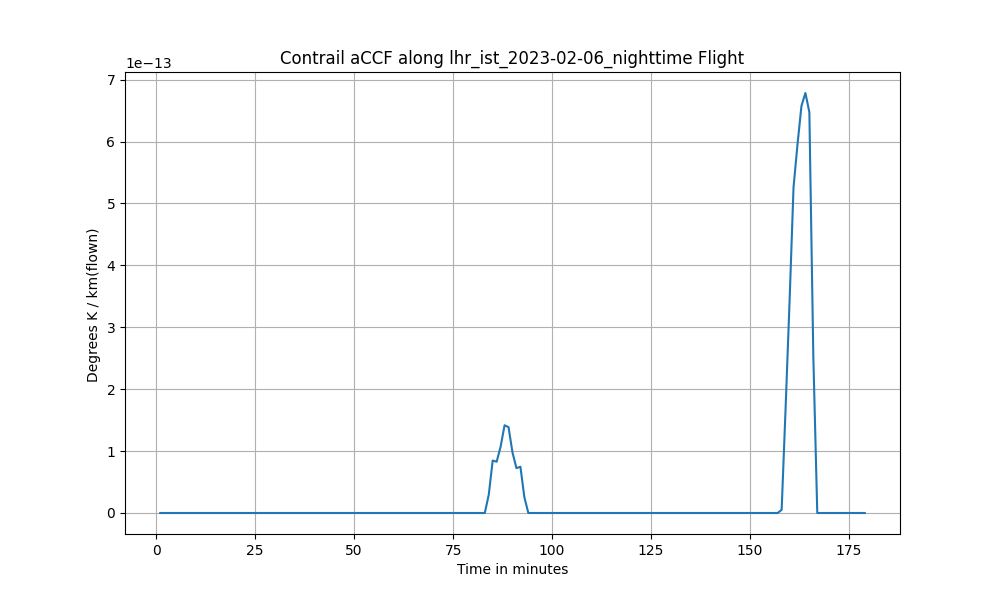 Contrail aCCF along lhr_ist_2023-02-06_nighttime Flight
1e−13
7
6
5
4
3
2
1
0
Degrees K / km(flown)
0 25 50 75 100 125 150 175
Time in minutes